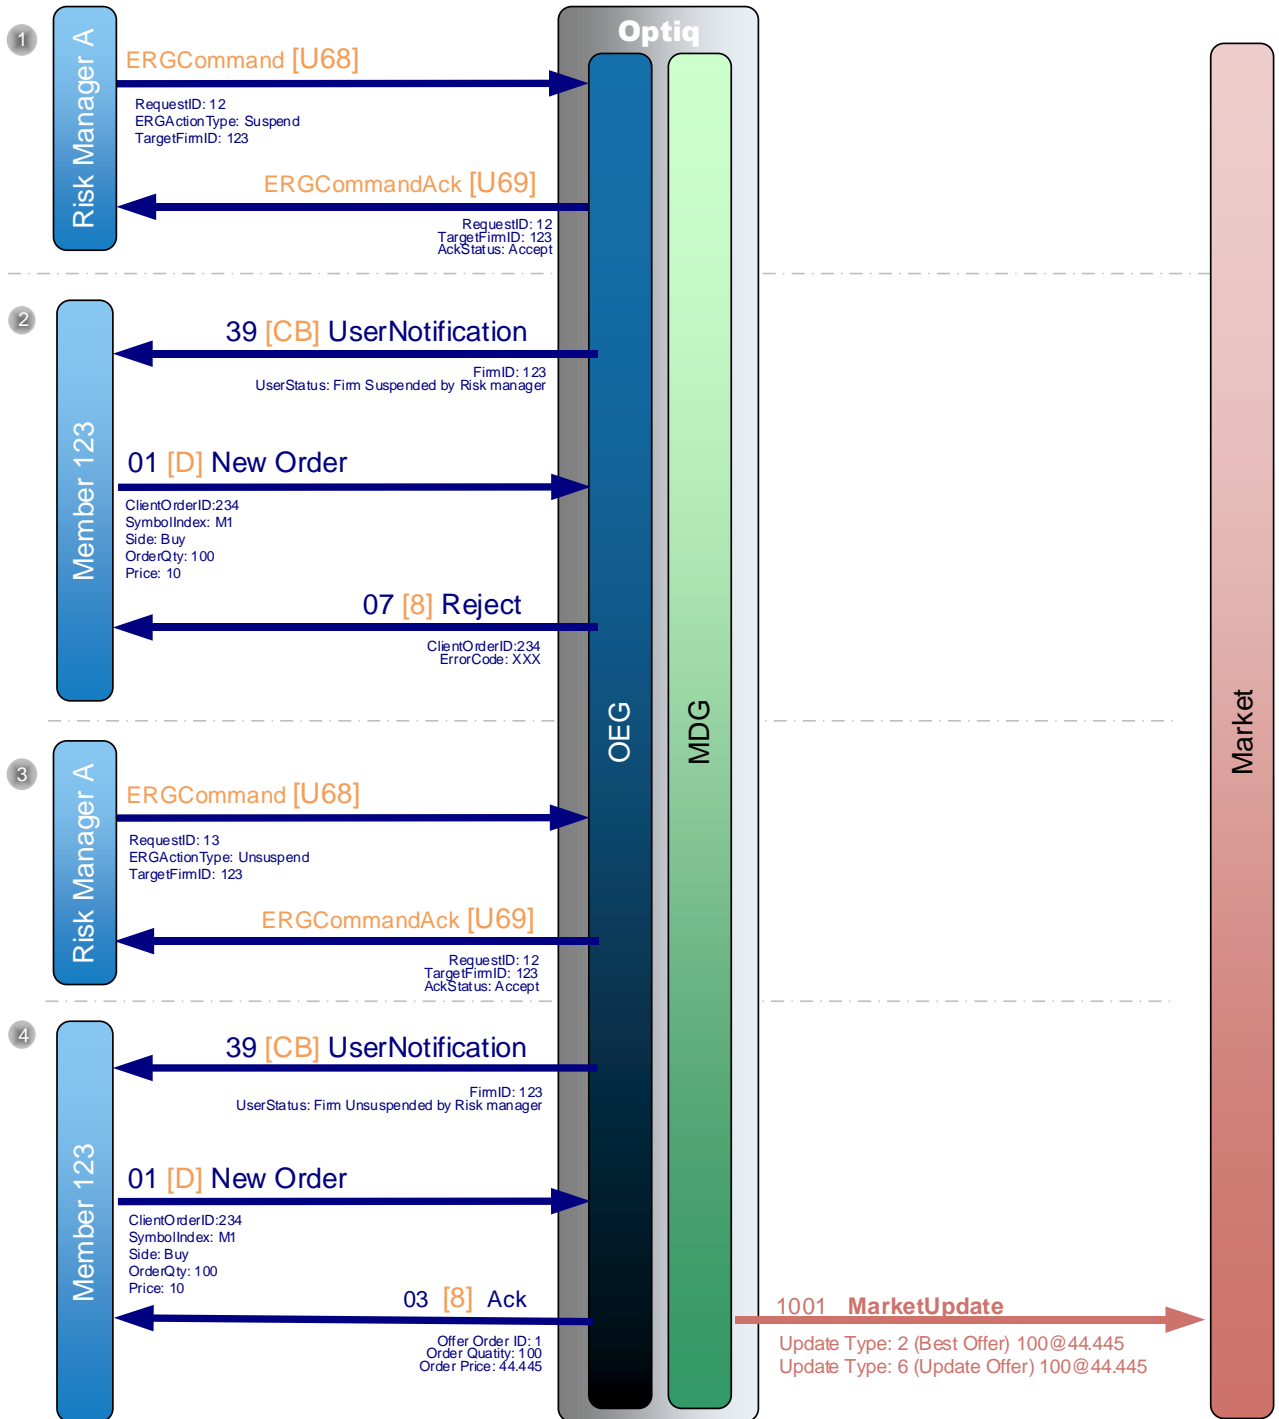 Optiq
1
Risk Manager A
ERGCommand [U68]
RequestID: 12
ERGActionType: Suspend
TargetFirmID: 123
ERGCommandAck [U69]
RequestID: 12
TargetFirmID: 123
AckStatus: Accept
2
Member 123
39 [CB] UserNotification
FirmID: 123
UserStatus: Firm Suspended by Risk manager
01 [D] New Order
ClientOrderID:234
SymbolIndex: M1
Side: Buy
OrderQty: 100
Price: 10
07 [8] Reject
ClientOrderID:234
ErrorCode: XXX
OEG
MDG
Market
3
Risk Manager A
ERGCommand [U68]
RequestID: 13
ERGActionType: Unsuspend
TargetFirmID: 123
ERGCommandAck [U69]
RequestID: 12
TargetFirmID: 123
AckStatus: Accept
4
Member 123
39 [CB] UserNotification
FirmID: 123
UserStatus: Firm Unsuspended by Risk manager
01 [D] New Order
ClientOrderID:234
SymbolIndex: M1
Side: Buy
OrderQty: 100
Price: 10
03 [8] Ack
Offer Order ID: 1
Order Quatity: 100
Order Price: 44.445
1001 MarketUpdate
Update Type: 2 (Best Offer) 100@44.445
Update Type: 6 (Update Offer) 100@44.445